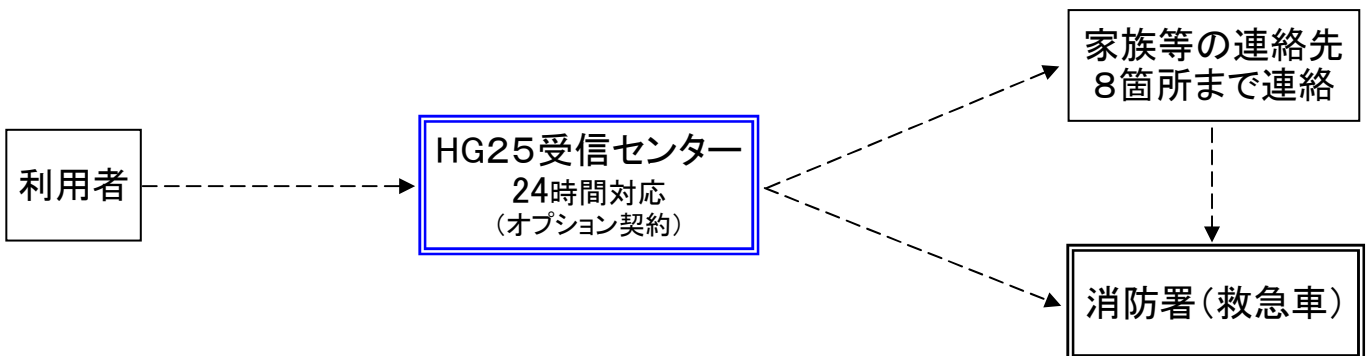 利用者
HG25受信センター
24時間対応
（オプション契約）
家族等の連絡先
８箇所まで連絡
消防署（救急車）